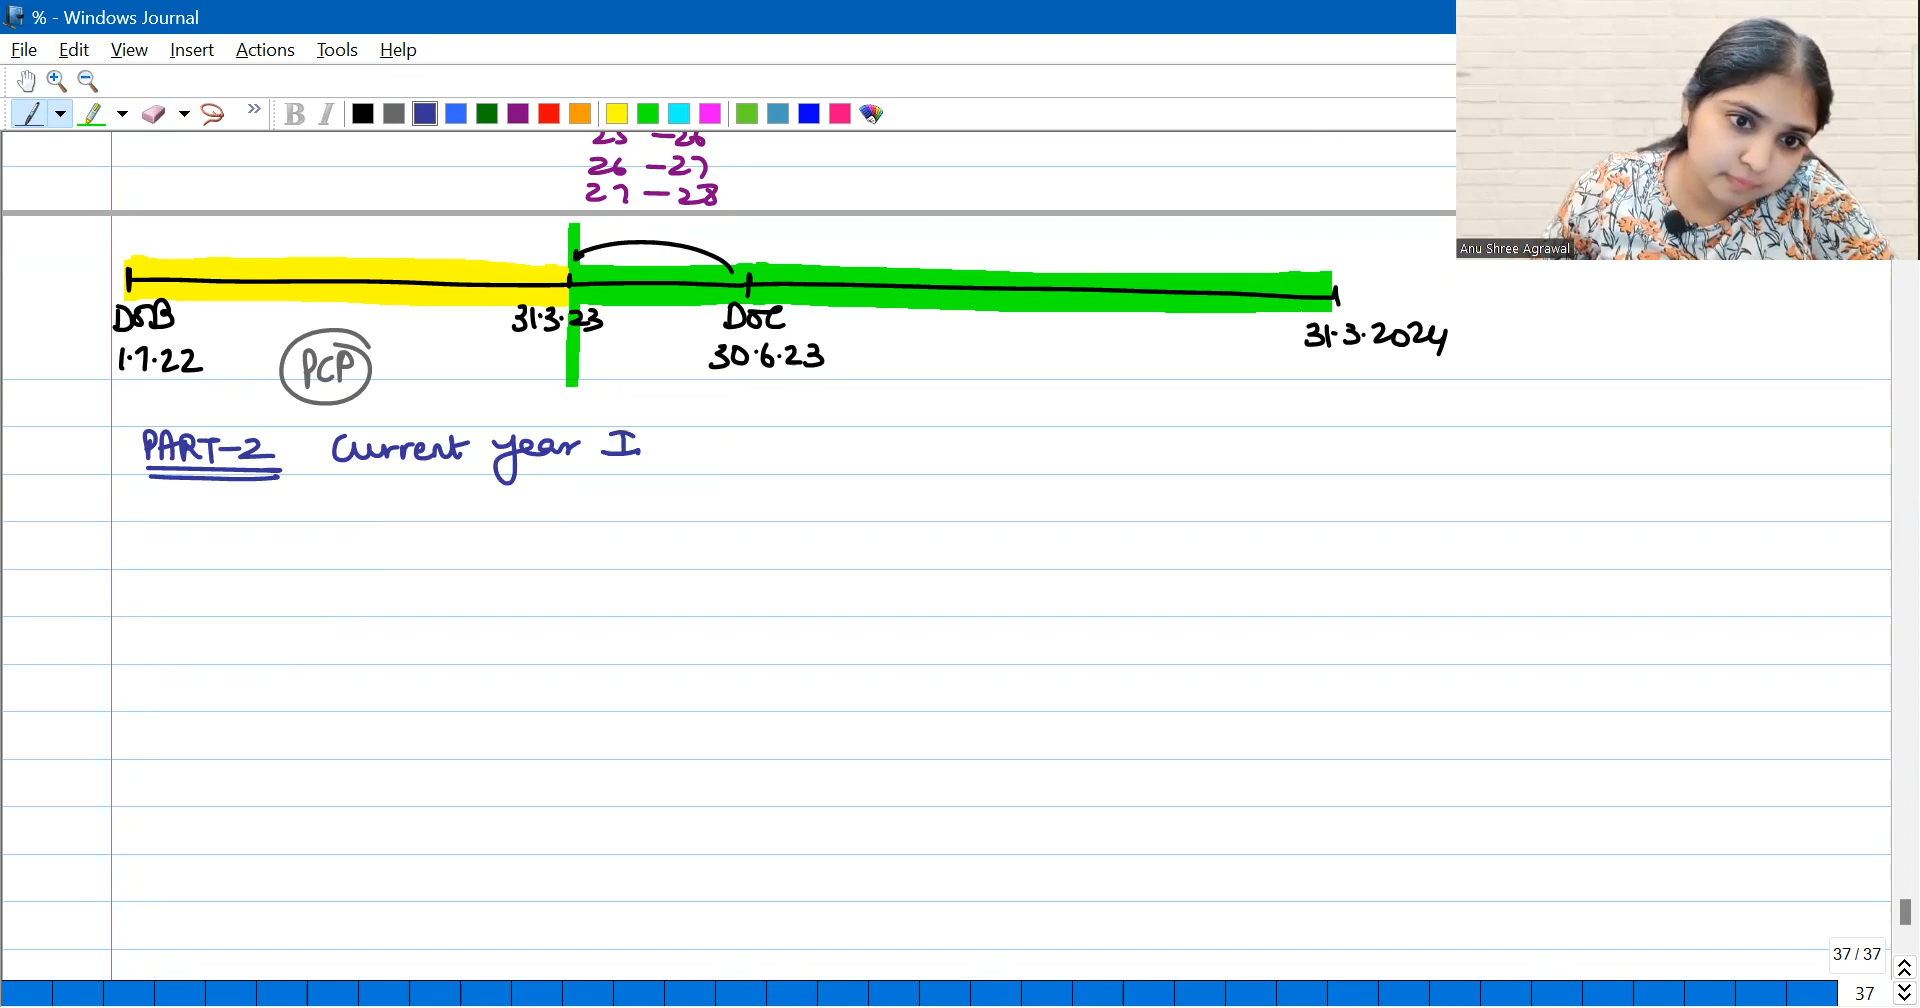 % - Windows Journal
File Edit View Insert Actions Tools Help
B I
25 - 26
26 - 27
27 - 28
Anu Shree Agrawal
DOB 31.3.23 DOC 31.3.2024
1.7.22 PCP 30.6.23
PART-2 Current year I
37 / 37
37